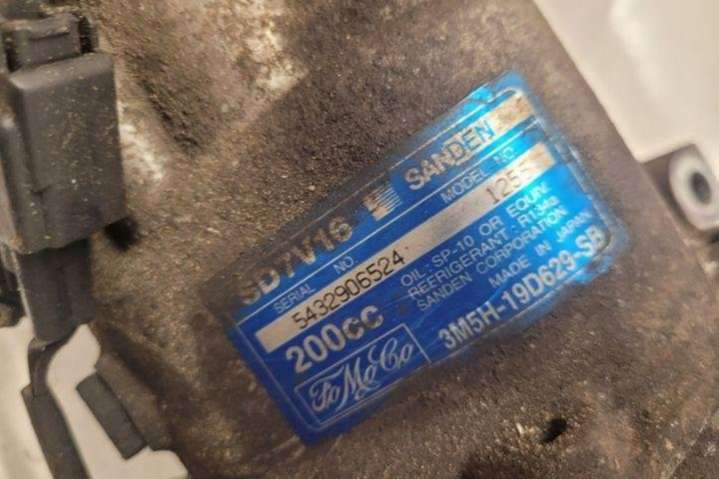 SD7V16 SANDEN
SERIAL NO. MODEL NO.
5432906524 1255
200CC OIL: SP-10 OR EQUIV.
REFRIGERANT: R134a
SANDEN CORPORATION
MADE IN JAPAN
FoMoCo 3M5H-19D629-SB